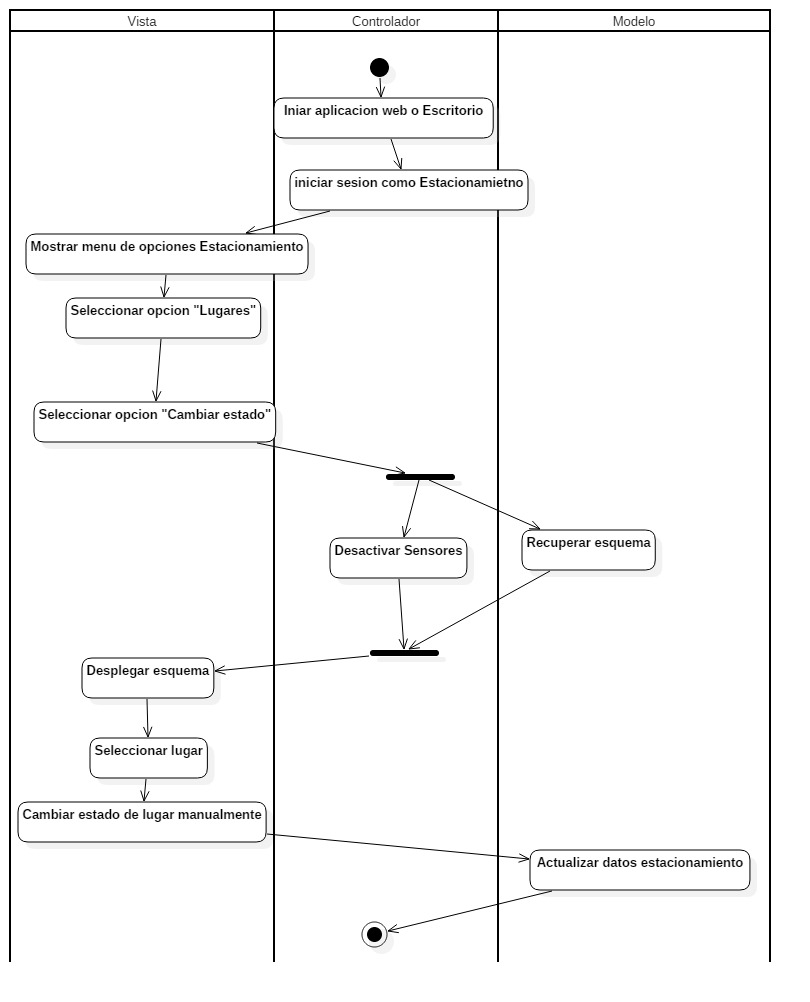 Vista
Controlador
Modelo
Iniar aplicacion web o Escritorio
iniciar sesion como Estacionamietno
Mostrar menu de opciones Estacionamiento
Seleccionar opcion "Lugares"
Seleccionar opcion "Cambiar estado"
Desactivar Sensores
Recuperar esquema
Desplegar esquema
Seleccionar lugar
Cambiar estado de lugar manualmente
Actualizar datos estacionamiento